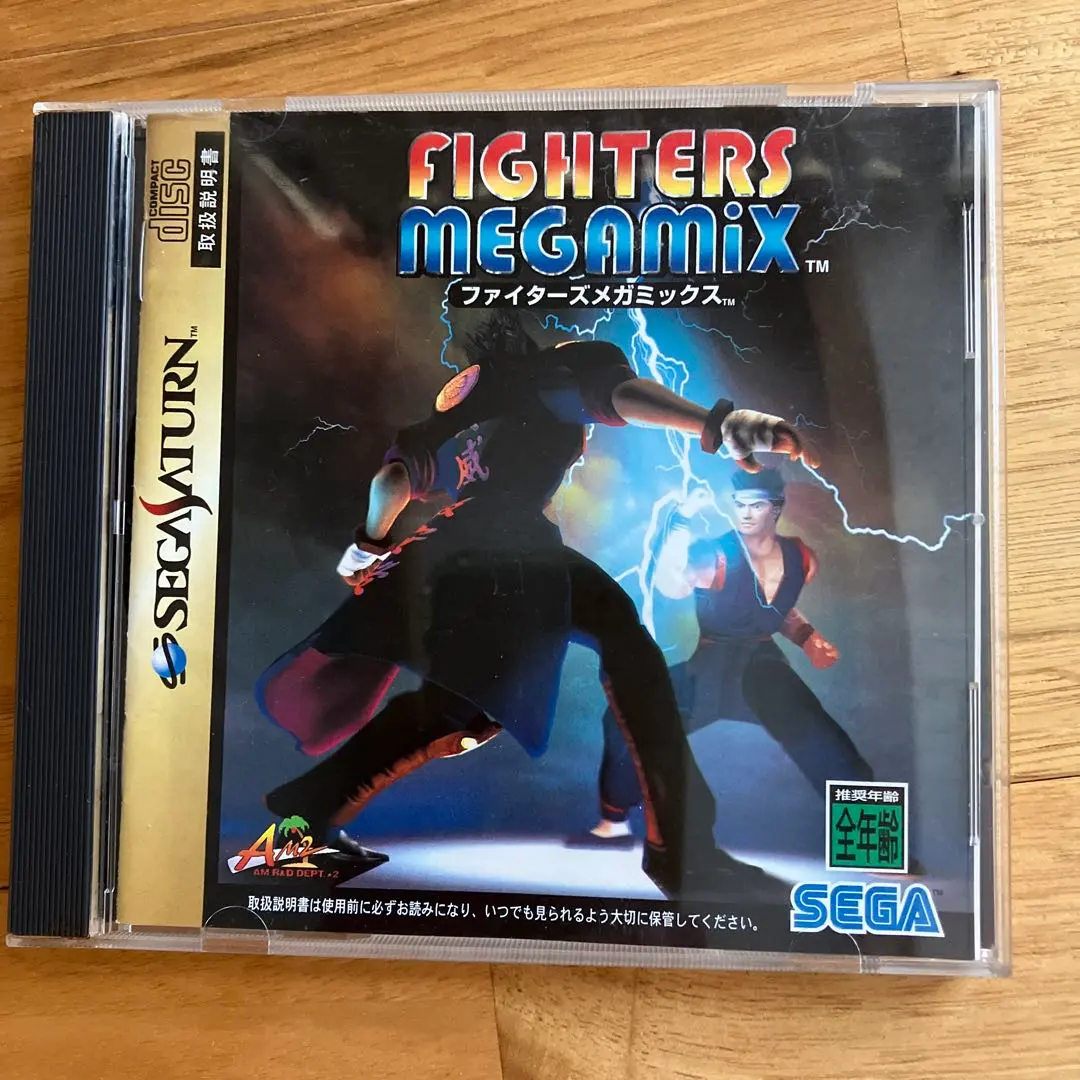 COMPACT
disc
取扱説明書
SEGA SATURN™
FIGHTERS
MEGAMiX™
ファイターズメガミックス™
威
推奨年齢
全年齢
AM2
AM R&D DEPT. #2
SEGA™
取扱説明書は使用前に必ずお読みになり、いつでも見られるよう大切に保管してください。